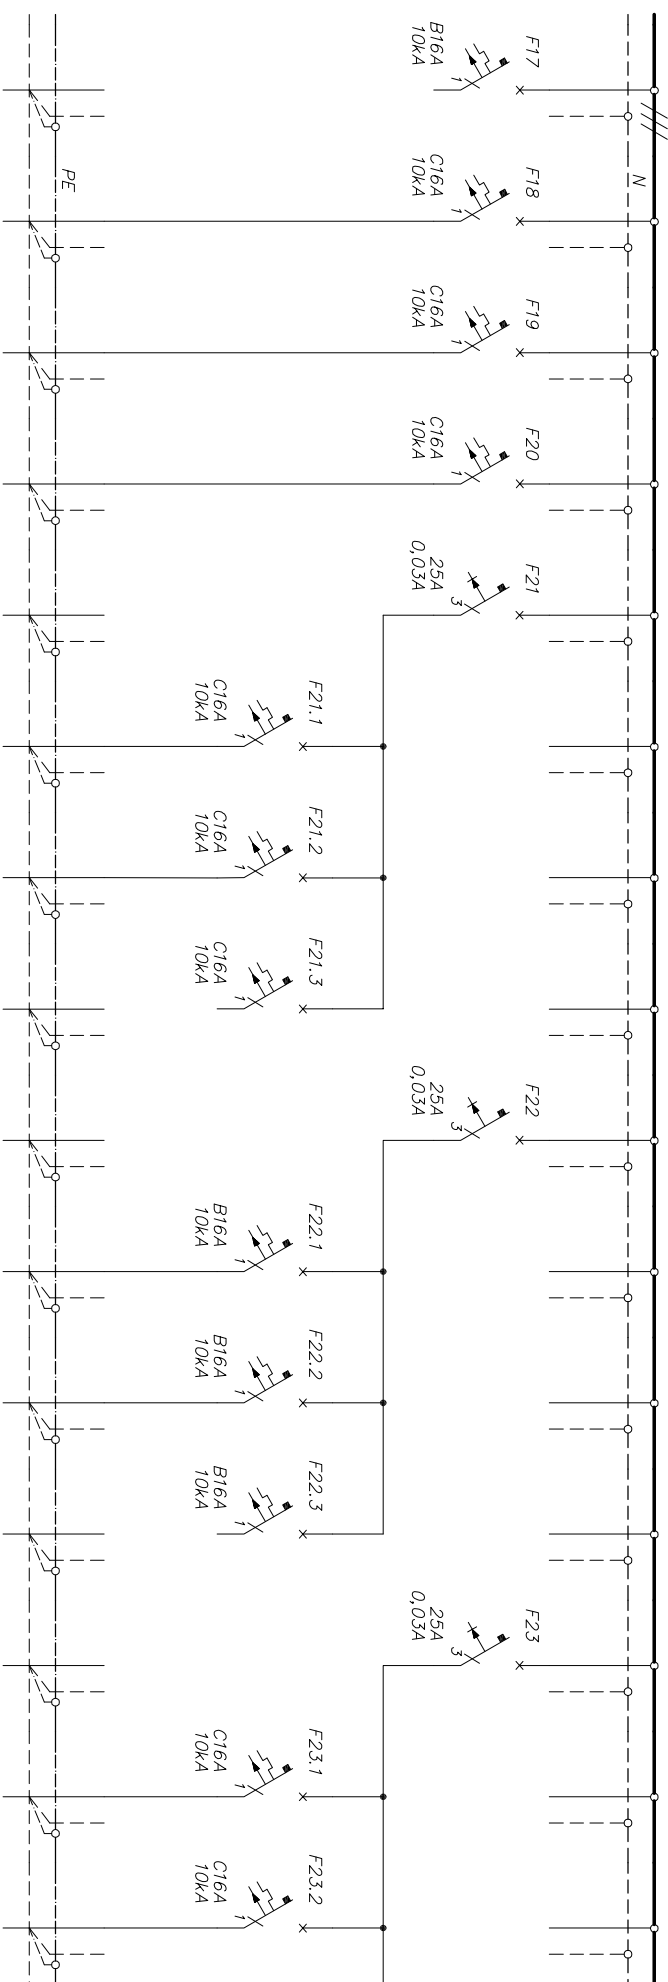 N
PE
F17
B16A
10kA
1
F18
C16A
10kA
1
F19
C16A
10kA
1
F20
C16A
10kA
1
F21
25A
0,03A
3
F21.1
C16A
10kA
1
F21.2
C16A
10kA
1
F21.3
C16A
10kA
1
F22
25A
0,03A
3
F22.1
B16A
10kA
1
F22.2
B16A
10kA
1
F22.3
B16A
10kA
1
F23
25A
0,03A
3
F23.1
C16A
10kA
1
F23.2
C16A
10kA
1